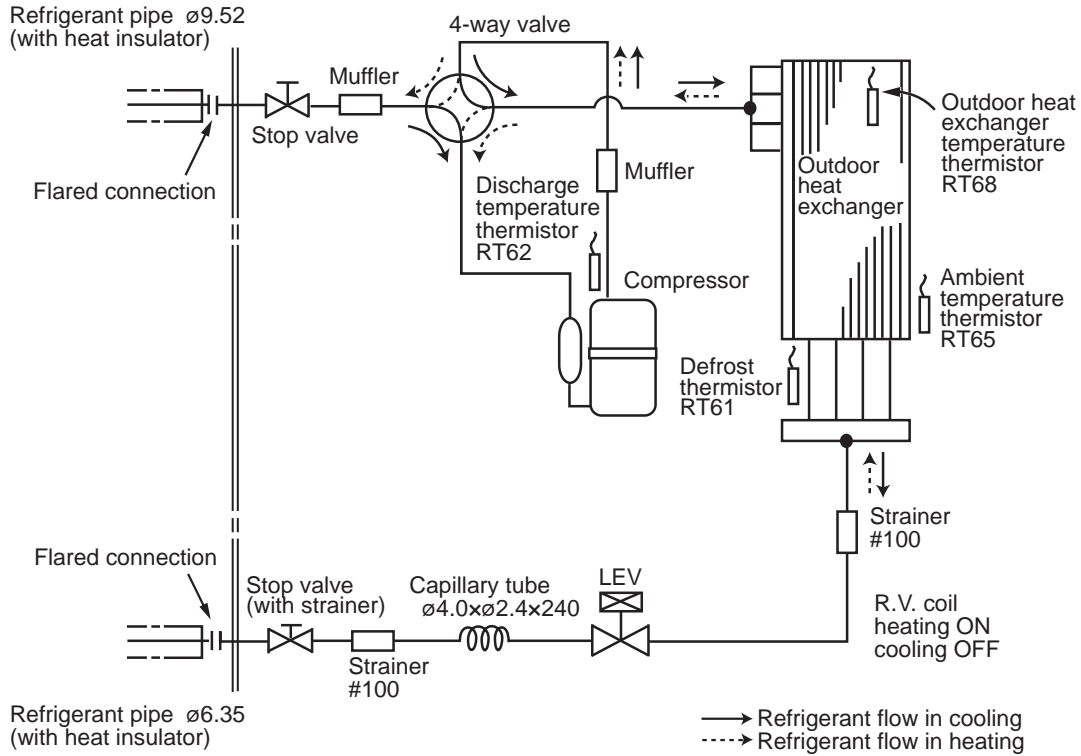 Refrigerant pipe ø9.52
(with heat insulator)
4-way valve
Muffler
Stop valve
Flared connection
Outdoor heat
exchanger
temperature
thermistor
RT68
Outdoor
heat
exchanger
Muffler
Discharge
temperature
thermistor
RT62
Compressor
Ambient
temperature
thermistor
RT65
Defrost
thermistor
RT61
Strainer
#100
Flared connection
Stop valve
(with strainer)
Capillary tube
ø4.0×ø2.4×240
LEV
R.V. coil
heating ON
cooling OFF
Strainer
#100
Refrigerant pipe ø6.35
(with heat insulator)
Refrigerant flow in cooling
Refrigerant flow in heating